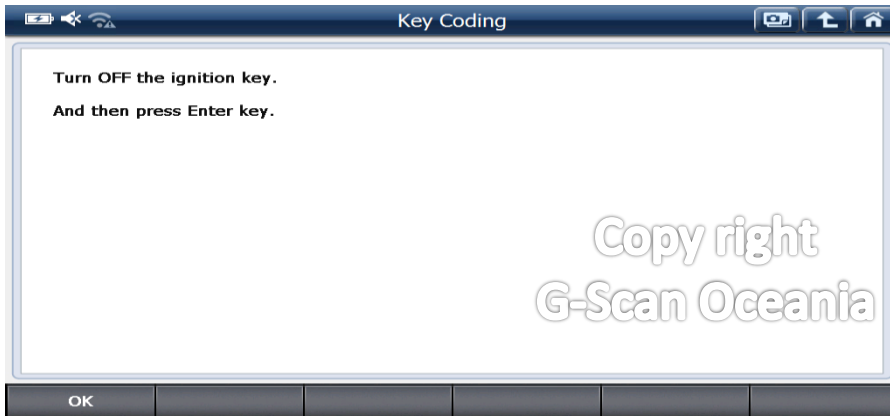 Key Coding
Turn OFF the ignition key.
And then press Enter key.
Copy right
G-Scan Oceania
OK